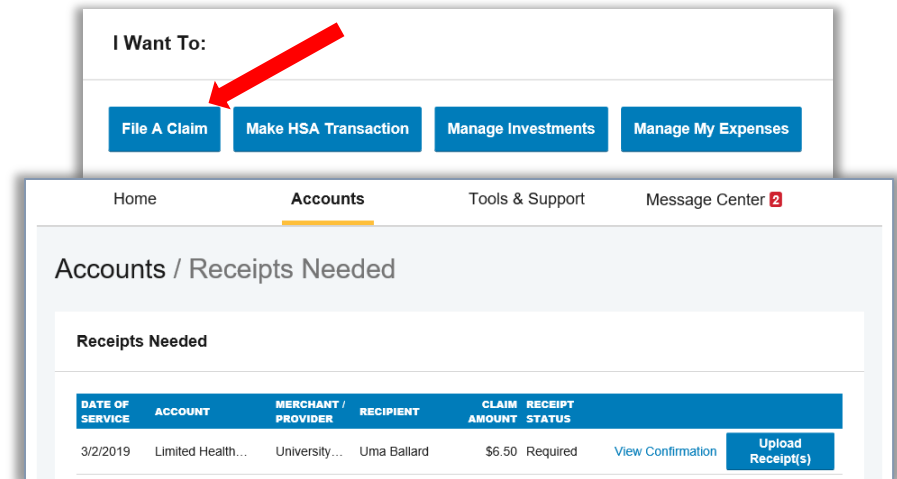 I Want To:
File A Claim Make HSA Transaction Manage Investments Manage My Expenses
Home Accounts Tools & Support Message Center 2
Accounts / Receipts Needed
Receipts Needed
DATE OF SERVICE ACCOUNT MERCHANT / PROVIDER RECIPIENT CLAIM AMOUNT RECEIPT STATUS
3/2/2019 Limited Health... University... Uma Ballard $6.50 Required View Confirmation Upload Receipt(s)